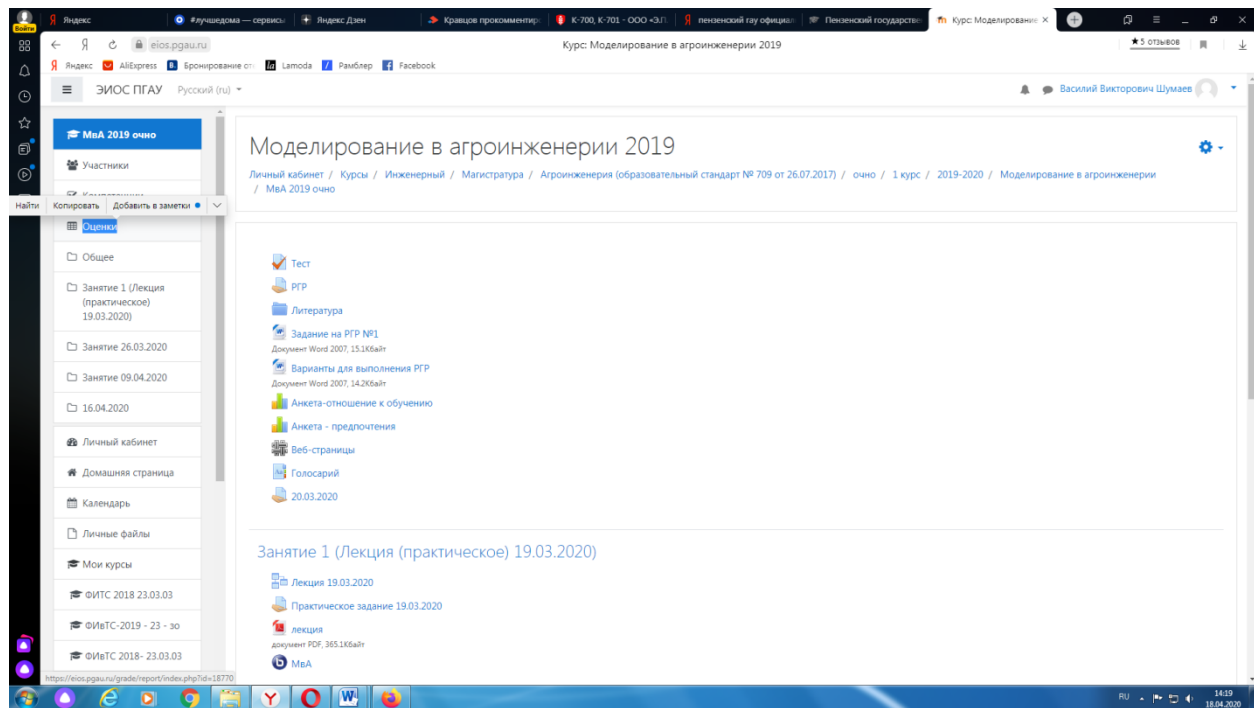 Войти
Яндекс
#лучшедома — сервисы
Яндекс Дзен
Кравцов прокомментиро
К-700, К-701 - ООО «З.П.
пензенский гау официал
Пензенский государстве
Курс: Моделирование
eios.pgau.ru
Курс: Моделирование в агроинженерии 2019
★5 отзывов
Яндекс
AliExpress
Бронирование от
Lamoda
Рамблер
Facebook
ЭИОС ПГАУ
Русский (ru)
Василий Викторович Шумаев
МвА 2019 очно
Участники
Компетенции
Найти
Копировать
Добавить в заметки
Оценки
Общее
Занятие 1 (Лекция
(практическое)
19.03.2020)
Занятие 26.03.2020
Занятие 09.04.2020
16.04.2020
Личный кабинет
Домашняя страница
Календарь
Личные файлы
Мои курсы
ФИТС 2018 23.03.03
ФИвТС-2019 - 23 - зо
ФИвТС 2018- 23.03.03
Моделирование в агроинженерии 2019
Личный кабинет / Курсы / Инженерный / Магистратура / Агроинженерия (образовательный стандарт № 709 от 26.07.2017) / очно / 1 курс / 2019-2020 / Моделирование в агроинженерии
/ МвА 2019 очно
Тест
РГР
Литература
Задание на РГР №1
Документ Word 2007, 15.1Кбайт
Варианты для выполнения РГР
Документ Word 2007, 14.2Кбайт
Анкета-отношение к обучению
Анкета - предпочтения
Веб-страницы
Голосарий
20.03.2020
Занятие 1 (Лекция (практическое) 19.03.2020)
Лекция 19.03.2020
Практическое задание 19.03.2020
лекция
документ PDF, 365.1Кбайт
МвА
https://eios.pgau.ru/grade/report/index.php?id=18770
RU
14:19
18.04.2020